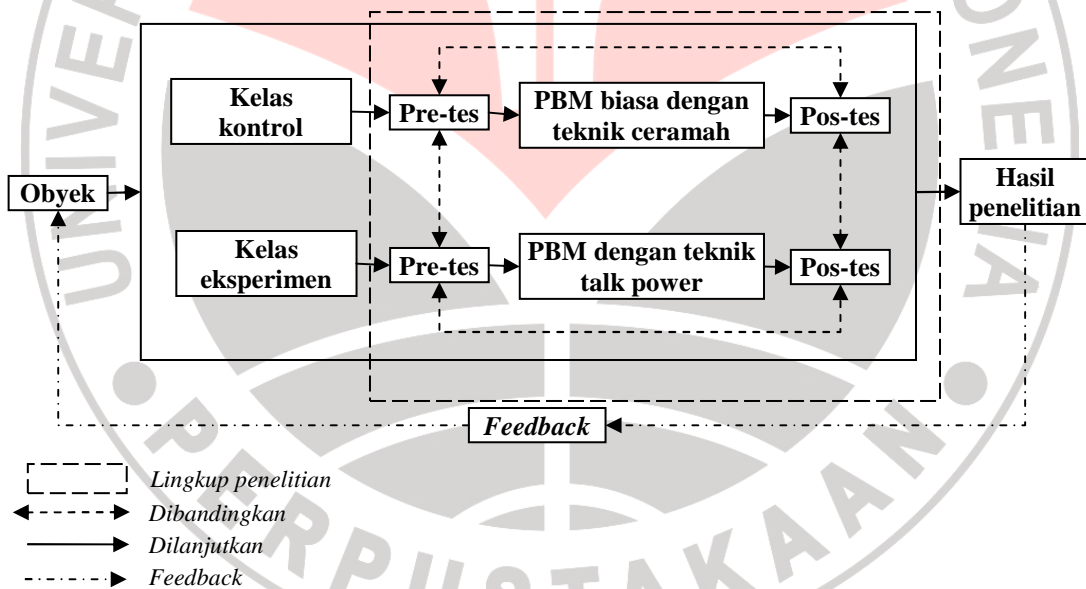 Kelas
kontrol
Pre-tes
PBM biasa dengan
teknik ceramah
Pos-tes
Obyek
Hasil
penelitian
Kelas
eksperimen
Pre-tes
PBM dengan teknik
talk power
Pos-tes
Feedback
Lingkup penelitian
Dibandingkan
Dilanjutkan
Feedback
PERPUSTAKAAN